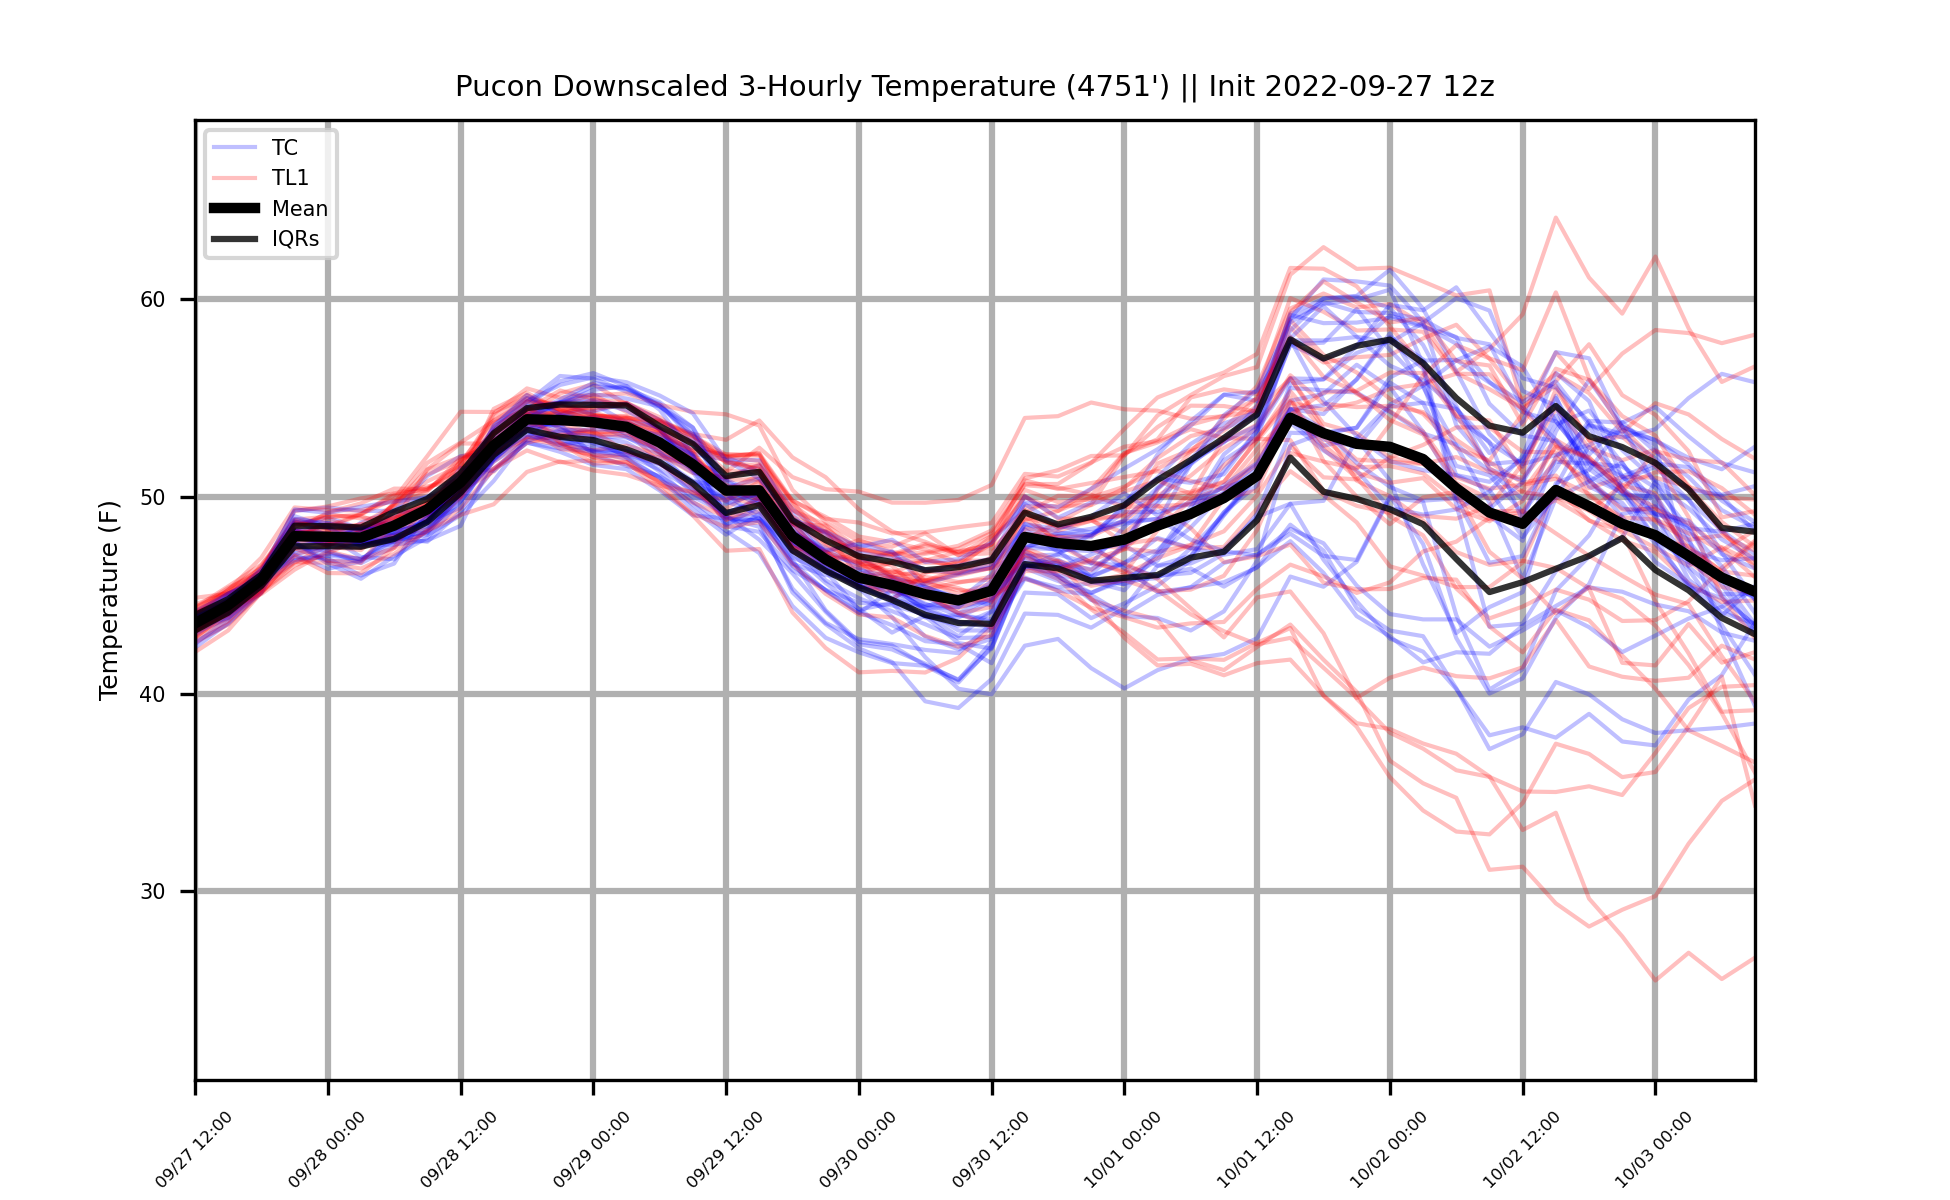 Pucon Downscaled 3-Hourly Temperature (4751') || Init 2022-09-27 12z
TC
TL1
Mean
IQRs
Temperature (F)
60
50
40
30
09/27 12:00
09/28 00:00
09/28 12:00
09/29 00:00
09/29 12:00
09/30 00:00
09/30 12:00
10/01 00:00
10/01 12:00
10/02 00:00
10/02 12:00
10/03 00:00